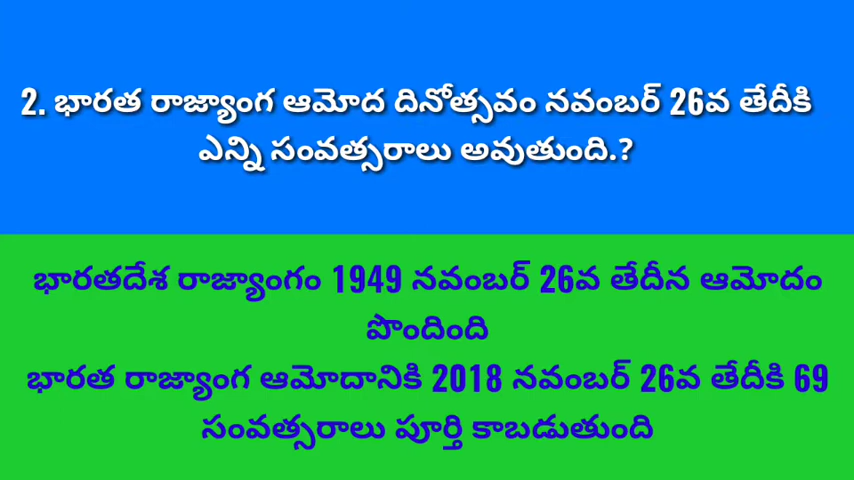 2. భారత రాజ్యాంగ ఆమోద దినోత్సవం నవంబర్ 26వ తేదీకి
ఎన్ని సంవత్సరాలు అవుతుంది.?
భారతదేశ రాజ్యాంగం 1949 నవంబర్ 26వ తేదీన ఆమోదం
పొందింది
భారత రాజ్యాంగ ఆమోదానికి 2018 నవంబర్ 26వ తేదీకి 69
సంవత్సరాలు పూర్తి కాబడుతుంది